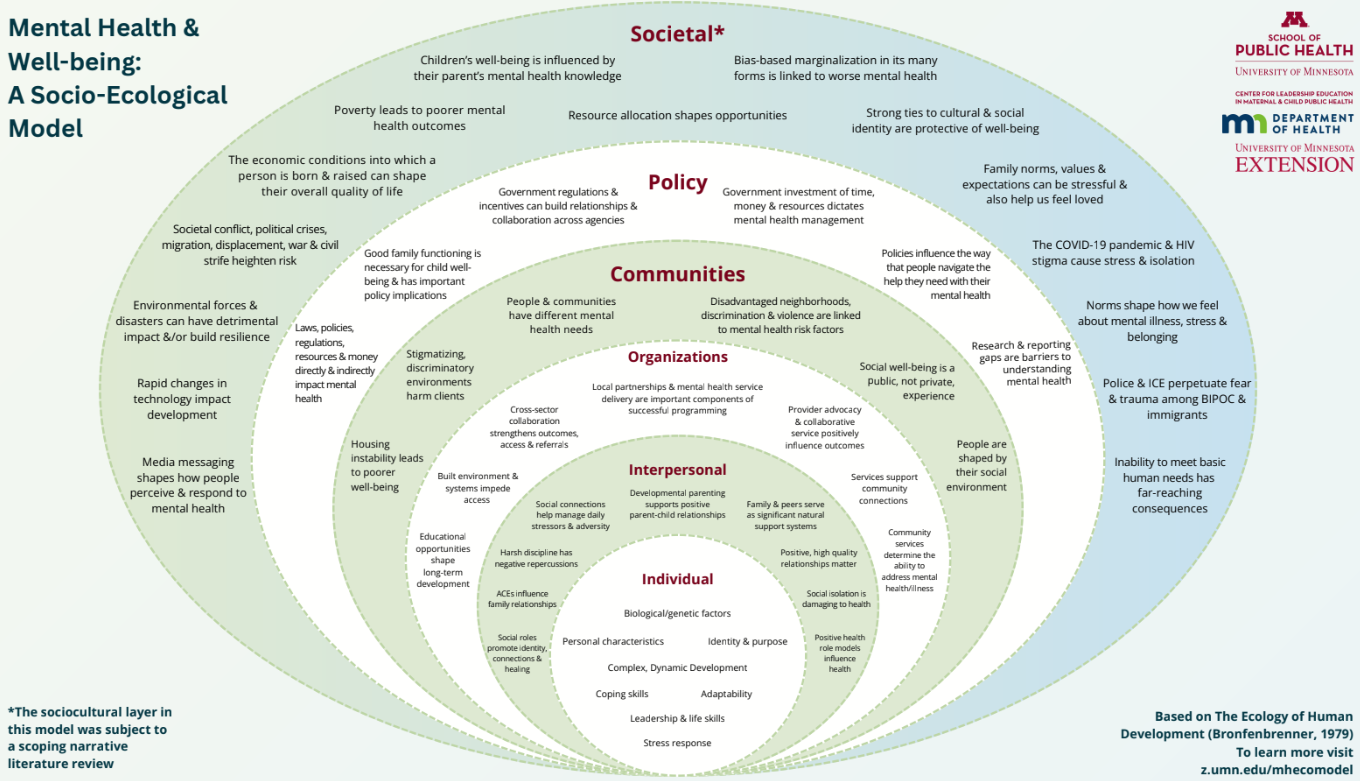 Mental Health &
Well-being:
A Socio-Ecological
Model
SCHOOL OF
PUBLIC HEALTH
UNIVERSITY OF MINNESOTA
CENTER FOR LEADERSHIP EDUCATION
IN MATERNAL & CHILD PUBLIC HEALTH
DEPARTMENT
OF HEALTH
UNIVERSITY OF MINNESOTA
EXTENSION
Societal*
Children's well-being is influenced by
their parent's mental health knowledge
Bias-based marginalization in its many
forms is linked to worse mental health
Poverty leads to poorer mental
health outcomes
Resource allocation shapes opportunities
Strong ties to cultural & social
identity are protective of well-being
The economic conditions into which a
person is born & raised can shape
their overall quality of life
Family norms, values &
expectations can be stressful &
also help us feel loved
Societal conflict, political crises,
migration, displacement, war & civil
strife heighten risk
The COVID-19 pandemic & HIV
stigma cause stress & isolation
Environmental forces &
disasters can have detrimental
impact &/or build resilience
Norms shape how we feel
about mental illness, stress &
belonging
Rapid changes in
technology impact
development
Police & ICE perpetuate fear
& trauma among BIPOC &
immigrants
Media messaging
shapes how people
perceive & respond to
mental health
Inability to meet basic
human needs has
far-reaching
consequences
Policy
Government regulations &
incentives can build relationships &
collaboration across agencies
Government investment of time,
money & resources dictates
mental health management
Good family functioning is
necessary for child well-
being & has important
policy implications
Policies influence the way
that people navigate the
help they need with their
mental health
Laws, policies,
regulations,
resources & money
directly & indirectly
impact mental
health
Research & reporting
gaps are barriers to
understanding
mental health
Communities
People & communities
have different mental
health needs
Disadvantaged neighborhoods,
discrimination & violence are linked
to mental health risk factors
Stigmatizing,
discriminatory
environments
harm clients
Social well-being is a
public, not private,
experience
Housing
instability leads
to poorer
well-being
People are
shaped by
their social
environment
Organizations
Local partnerships & mental health service
delivery are important components of
successful programming
Cross-sector
collaboration
strengthens outcomes,
access & referrals
Provider advocacy
& collaborative
service positively
influence outcomes
Built environment &
systems impede
access
Services support
community
connections
Educational
opportunities
shape
long-term
development
Community
services
determine the
ability to
address mental
health/illness
Interpersonal
Social connections
help manage daily
stressors & adversity
Developmental parenting
supports positive
parent-child relationships
Family & peers serve
as significant natural
support systems
Harsh discipline has
negative repercussions
Positive, high quality
relationships matter
ACEs influence
family relationships
Social isolation is
damaging to health
Social roles
promote identity,
connections &
healing
Positive health
role models
influence
health
Individual
Biological/genetic factors
Personal characteristics
Identity & purpose
Complex, Dynamic Development
Coping skills
Adaptability
Leadership & life skills
Stress response
*The sociocultural layer in
this model was subject to
a scoping narrative
literature review
Based on The Ecology of Human
Development (Bronfenbrenner, 1979)
To learn more visit
z.umn.edu/mhecomodel